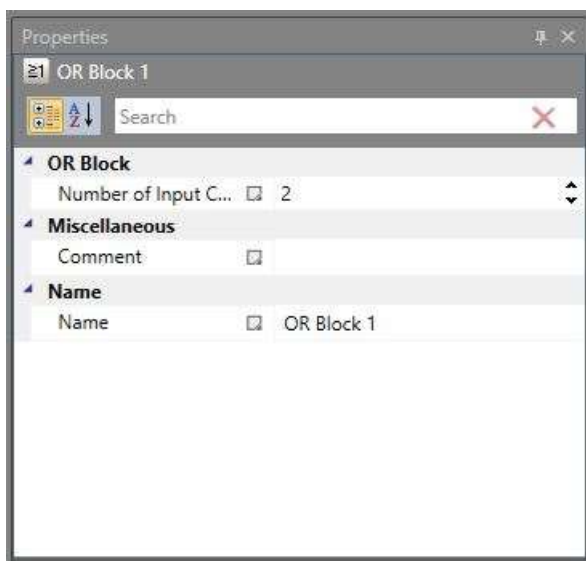 Properties
≥1 OR Block 1
A Z Search
OR Block
Number of Input C... 2
Miscellaneous
Comment
Name
Name OR Block 1